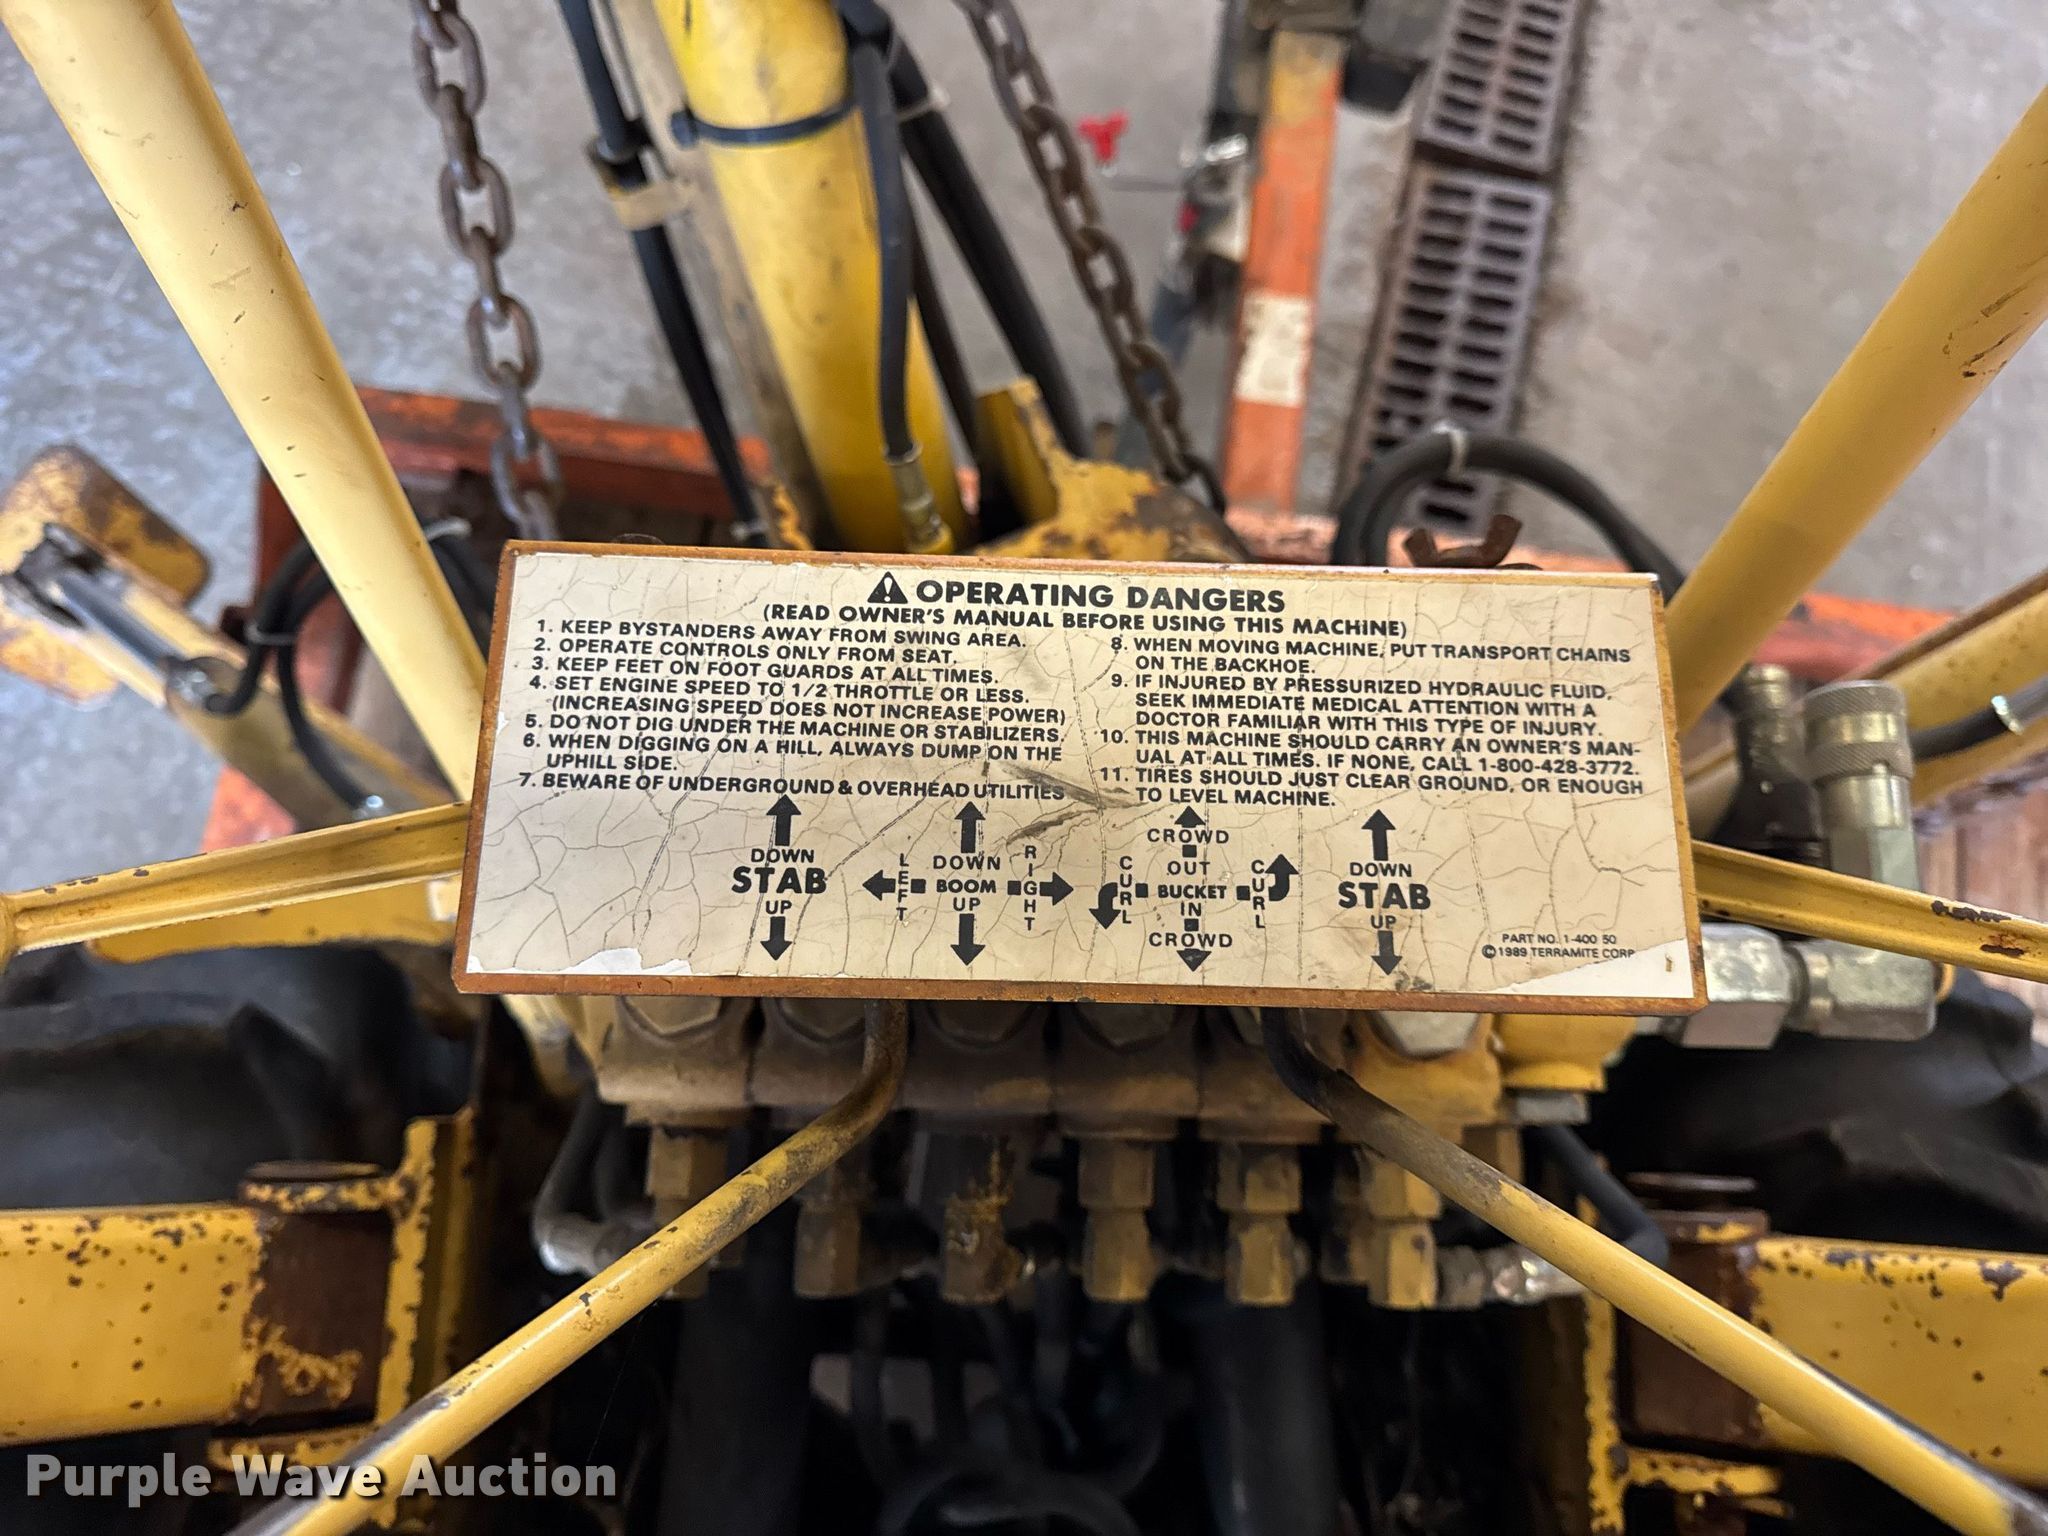 OPERATING DANGERS
(READ OWNER'S MANUAL BEFORE USING THIS MACHINE)
1. KEEP BYSTANDERS AWAY FROM SWING AREA.
2. OPERATE CONTROLS ONLY FROM SEAT.
3. KEEP FEET ON FOOT GUARDS AT ALL TIMES.
4. SET ENGINE SPEED TO 1/2 THROTTLE OR LESS.
(INCREASING SPEED DOES NOT INCREASE POWER)
5. DO NOT DIG UNDER THE MACHINE OR STABILIZERS.
6. WHEN DIGGING ON A HILL, ALWAYS DUMP ON THE
UPHILL SIDE.
7. BEWARE OF UNDERGROUND & OVERHEAD UTILITIES
8. WHEN MOVING MACHINE, PUT TRANSPORT CHAINS
ON THE BACKHOE.
9. IF INJURED BY PRESSURIZED HYDRAULIC FLUID,
SEEK IMMEDIATE MEDICAL ATTENTION WITH A
DOCTOR FAMILIAR WITH THIS TYPE OF INJURY.
10. THIS MACHINE SHOULD CARRY AN OWNER'S MAN-
UAL AT ALL TIMES. IF NONE, CALL 1-800-428-3772.
11. TIRES SHOULD JUST CLEAR GROUND, OR ENOUGH
TO LEVEL MACHINE.
DOWN
STAB
UP
LEFT
DOWN
BOOM
UP
RIGHT
CURL
CROWD
OUT
BUCKET
IN
CROWD
CURL
DOWN
STAB
UP
PART NO. 1-400 50
©1989 TERRAMITE CORP
Purple Wave Auction